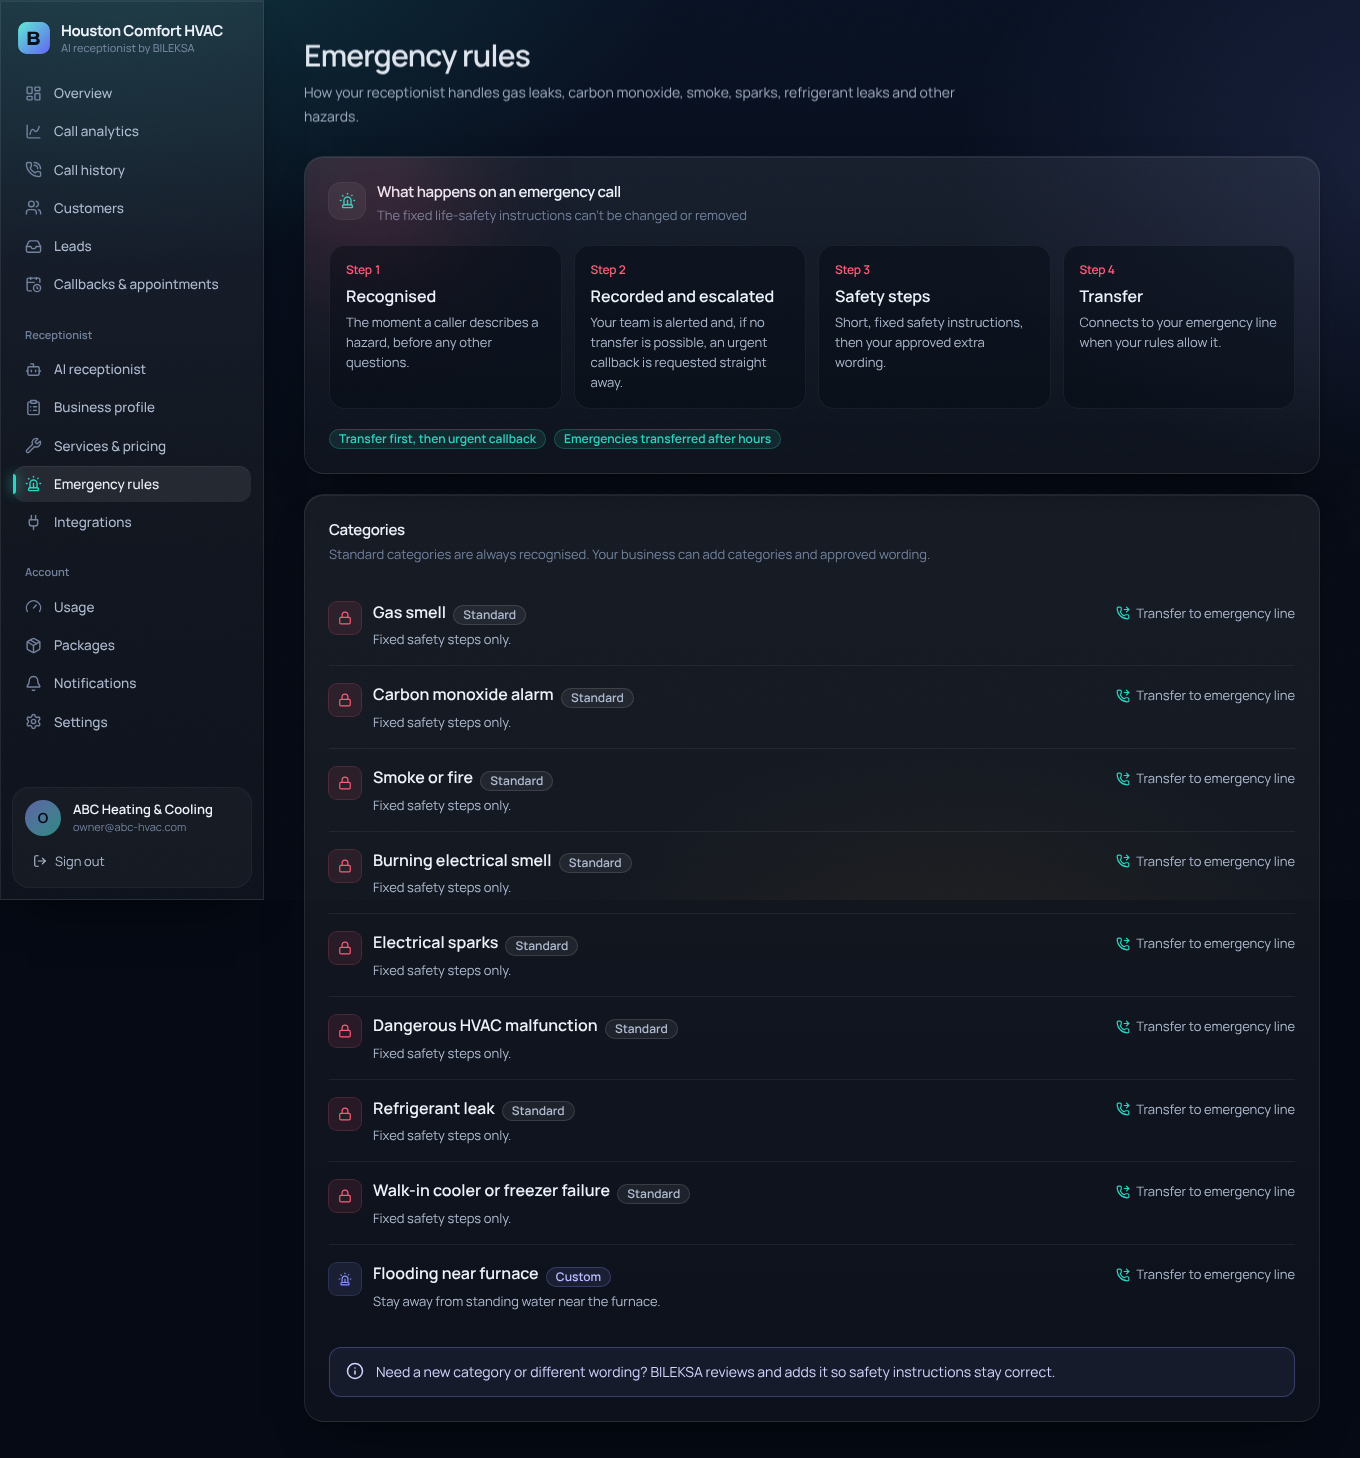 B
Houston Comfort HVAC
AI receptionist by BILEKSA
Overview
Call analytics
Call history
Customers
Leads
Callbacks & appointments
Receptionist
AI receptionist
Business profile
Services & pricing
Emergency rules
Integrations
Account
Usage
Packages
Notifications
Settings
O
ABC Heating & Cooling
owner@abc-hvac.com
Sign out
Emergency rules
How your receptionist handles gas leaks, carbon monoxide, smoke, sparks, refrigerant leaks and other
hazards.
What happens on an emergency call
The fixed life-safety instructions can't be changed or removed
Step 1
Recognised
The moment a caller describes a
hazard, before any other
questions.
Step 2
Recorded and escalated
Your team is alerted and, if no
transfer is possible, an urgent
callback is requested straight
away.
Step 3
Safety steps
Short, fixed safety instructions,
then your approved extra
wording.
Step 4
Transfer
Connects to your emergency line
when your rules allow it.
Transfer first, then urgent callback
Emergencies transferred after hours
Categories
Standard categories are always recognised. Your business can add categories and approved wording.
Gas smell Standard
Transfer to emergency line
Fixed safety steps only.
Carbon monoxide alarm Standard
Transfer to emergency line
Fixed safety steps only.
Smoke or fire Standard
Transfer to emergency line
Fixed safety steps only.
Burning electrical smell Standard
Transfer to emergency line
Fixed safety steps only.
Electrical sparks Standard
Transfer to emergency line
Fixed safety steps only.
Dangerous HVAC malfunction Standard
Transfer to emergency line
Fixed safety steps only.
Refrigerant leak Standard
Transfer to emergency line
Fixed safety steps only.
Walk-in cooler or freezer failure Standard
Transfer to emergency line
Fixed safety steps only.
Flooding near furnace Custom
Transfer to emergency line
Stay away from standing water near the furnace.
Need a new category or different wording? BILEKSA reviews and adds it so safety instructions stay correct.